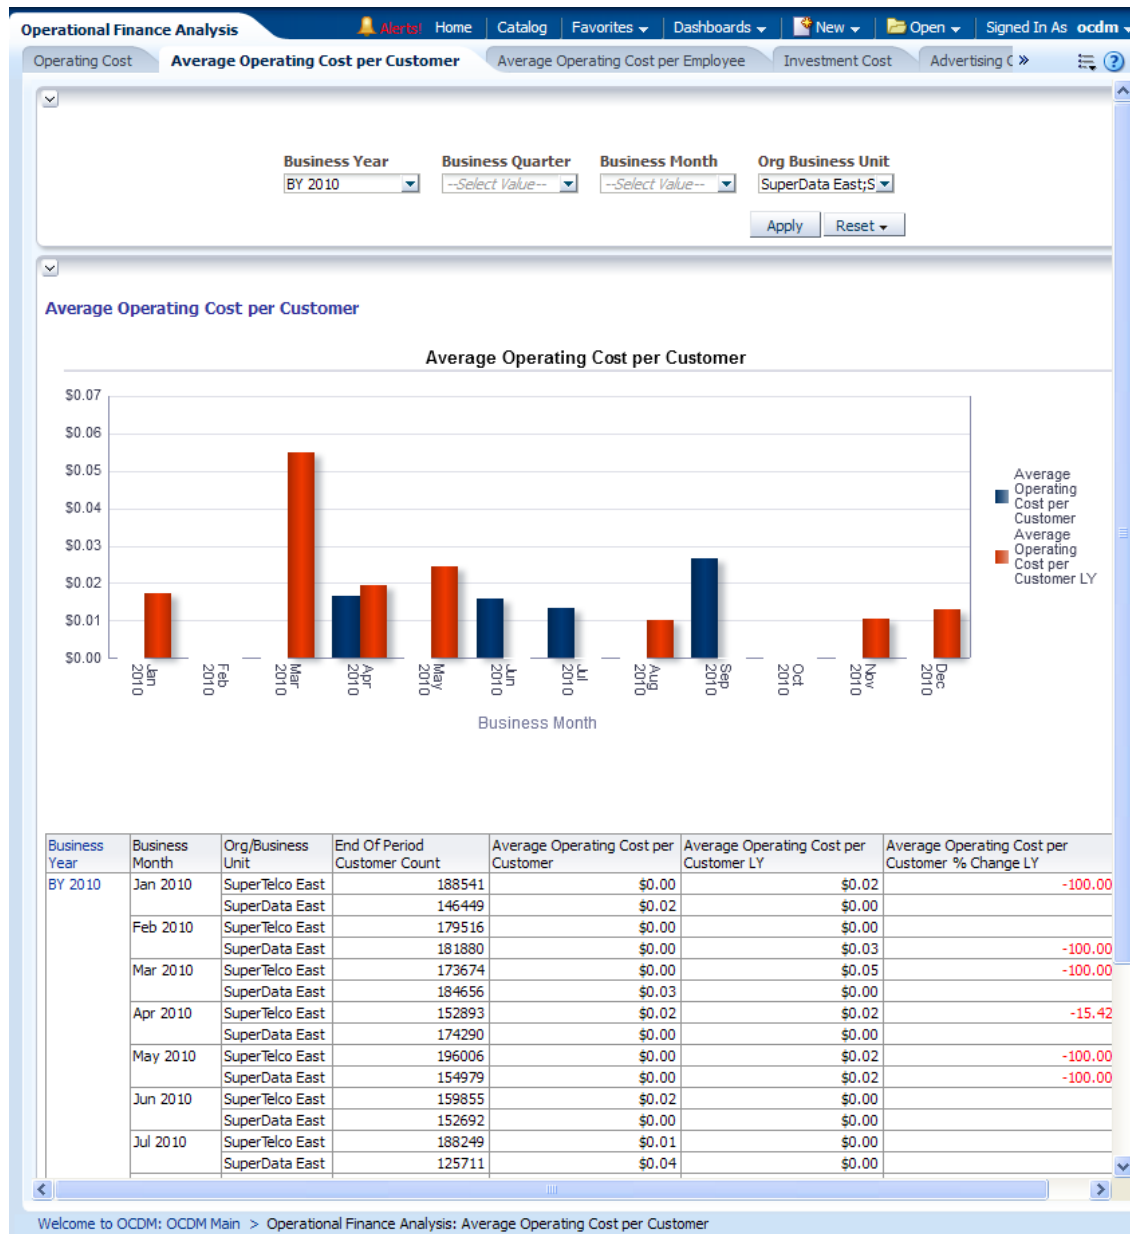 Operational Finance Analysis
Alerts! Home Catalog Favorites Dashboards New Open Signed In As ocdm
Operating Cost Average Operating Cost per Customer Average Operating Cost per Employee Investment Cost Advertising C »
Business Year Business Quarter Business Month Org Business Unit
BY 2010 --Select Value-- --Select Value-- SuperData East;S
Apply Reset
Average Operating Cost per Customer
Average Operating Cost per Customer
$0.07
$0.06
$0.05
$0.04
$0.03
$0.02
$0.01
$0.00
Average
Operating
Cost per
Customer
Average
Operating
Cost per
Customer LY
Jan 2010
Feb 2010
Mar 2010
Apr 2010
May 2010
Jun 2010
Jul 2010
Aug 2010
Sep 2010
Oct 2010
Nov 2010
Dec 2010
Business Month
Business Year Business Month Org/Business Unit End Of Period Customer Count Average Operating Cost per Customer Average Operating Cost per Customer LY Average Operating Cost per Customer % Change LY
BY 2010 Jan 2010 SuperTelco East 188541 $0.00 $0.02 -100.00
SuperData East 146449 $0.02 $0.00
Feb 2010 SuperTelco East 179516 $0.00 $0.00
SuperData East 181880 $0.00 $0.03 -100.00
Mar 2010 SuperTelco East 173674 $0.00 $0.05 -100.00
SuperData East 184656 $0.03 $0.00
Apr 2010 SuperTelco East 152893 $0.02 $0.02 -15.42
SuperData East 174290 $0.00 $0.00
May 2010 SuperTelco East 196006 $0.00 $0.02 -100.00
SuperData East 154979 $0.00 $0.02 -100.00
Jun 2010 SuperTelco East 159855 $0.02 $0.00
SuperData East 152692 $0.00 $0.00
Jul 2010 SuperTelco East 188249 $0.01 $0.00
SuperData East 125711 $0.04 $0.00
Welcome to OCDM: OCDM Main > Operational Finance Analysis: Average Operating Cost per Customer